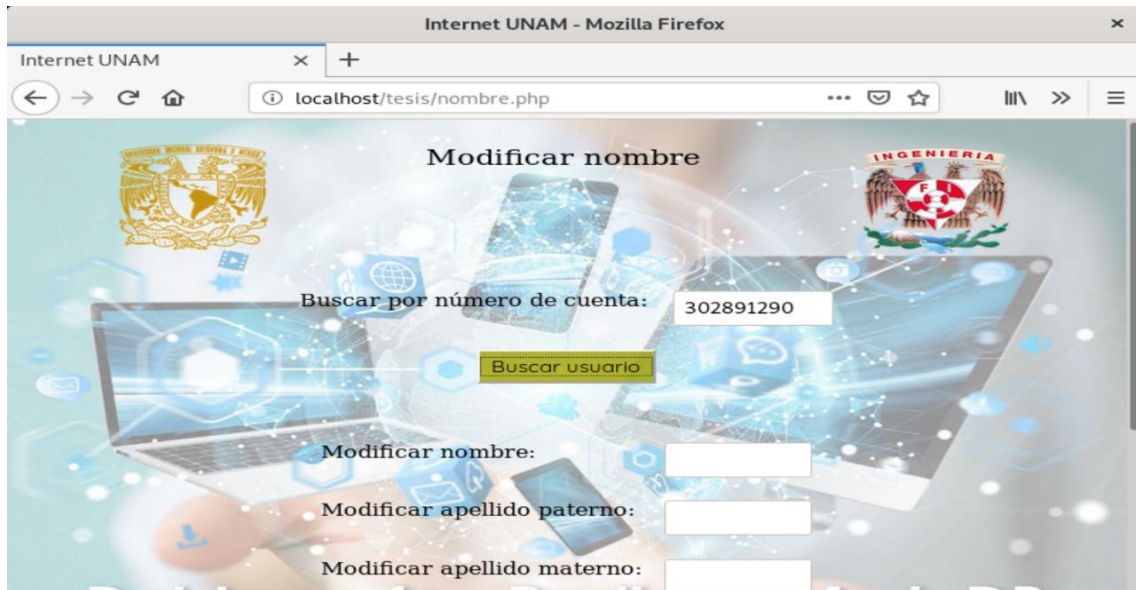 Internet UNAM - Mozilla Firefox
Internet UNAM
localhost/tesis/nombre.php
Modificar nombre
INGENIERIA
FI
Buscar por número de cuenta:
302891290
Buscar usuario
Modificar nombre:
Modificar apellido paterno:
Modificar apellido materno: